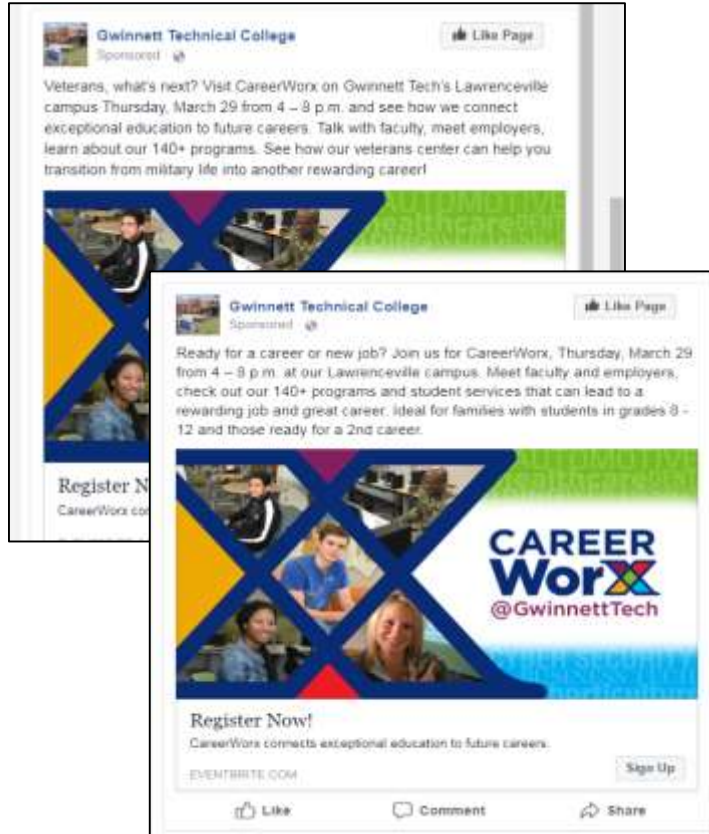 Gwinnett Technical College
Like Page
Sponsored
Veterans, what's next? Visit CareerWorx on Gwinnett Tech's Lawrenceville
campus Thursday, March 29 from 4 – 8 p.m. and see how we connect
exceptional education to future careers. Talk with faculty, meet employers,
learn about our 140+ programs. See how our veterans center can help you
transition from military life into another rewarding career!
AUTOMOTIVE
Register N
CareerWorx con
Gwinnett Technical College
Like Page
Sponsored
Ready for a career or new job? Join us for CareerWorx, Thursday, March 29
from 4 – 8 p.m. at our Lawrenceville campus. Meet faculty and employers,
check out our 140+ programs and student services that can lead to a
rewarding job and great career. Ideal for families with students in grades 8 -
12 and those ready for a 2nd career.
AUTOMOTIVE
CAREER
WorX
@GwinnettTech
CYBER SECURITY
horticulture
Register Now!
CareerWorx connects exceptional education to future careers.
EVENTBRITE.COM
Sign Up
Like
Comment
Share